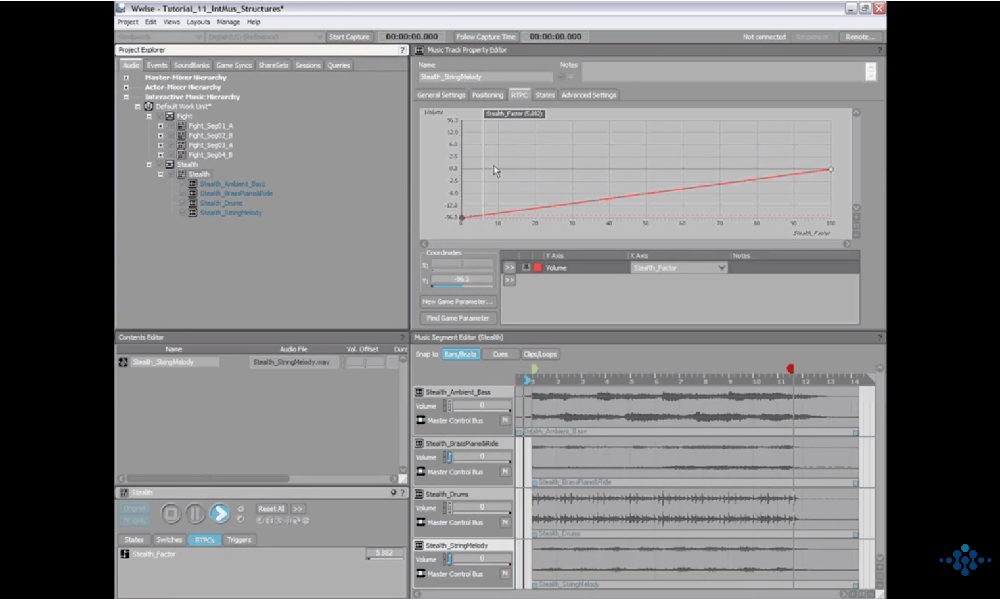 Wwise - Tutorial_11_IntMus_Structures*
Project Edit Views Layouts Manage Help
Windows® English(US) (Reference) Start Capture 00:00:00.000 Follow Capture Time 00:00:00.000 Not connected Reconnect Remote...
Project Explorer ?
Audio Events SoundBanks Game Syncs ShareSets Sessions Queries
Master-Mixer Hierarchy
Actor-Mixer Hierarchy
Interactive Music Hierarchy
Default Work Unit*
Fight
Fight_Seg01_A
Fight_Seg02_B
Fight_Seg03_A
Fight_Seg04_B
Stealth
Stealth
Stealth_Ambient_Bass
Stealth_BrassPiano&Ride
Stealth_Drums
Stealth_StringMelody
Music Track Property Editor ?
Name Notes
Stealth_StringMelody
General Settings Positioning RTPC States Advanced Settings
Volume Stealth_Factor (5.882)
96.3
12.0
6.0
2.5
0.0
-2.5
-6.0
-12.0
-96.3
0 10 20 30 40 50 60 70 80 90 100
Stealth_Factor
Coordinates
X: 0
Y: -96.3
New Game Parameter...
Find Game Parameter
Y Axis X Axis Notes
>> Volume Stealth_Factor
>>
Contents Editor ?
Name Audio File Vol. Offset Dura
Stealth_StringMelody Stealth_StringMelody.wav 0
Stealth ?
Original
PF Only
Reset All >>
States Switches RTPCs Triggers
Stealth_Factor 5.882
Music Segment Editor (Stealth) ?
Snap to Bars/Beats Cues Clips/Loops
1 2 3 4 5 6 7 8 9 10 11 12 13 14
Stealth_Ambient_Bass
Volume 0
Master Control Bus M
Stealth_Ambient_Bass
Stealth_BrassPiano&Ride
Volume 0
Master Control Bus M
Stealth_BrassPiano&Ride
Stealth_Drums
Volume 0
Master Control Bus M
Stealth_Drums
Stealth_StringMelody
Volume 0
Master Control Bus M
Stealth_StringMelody